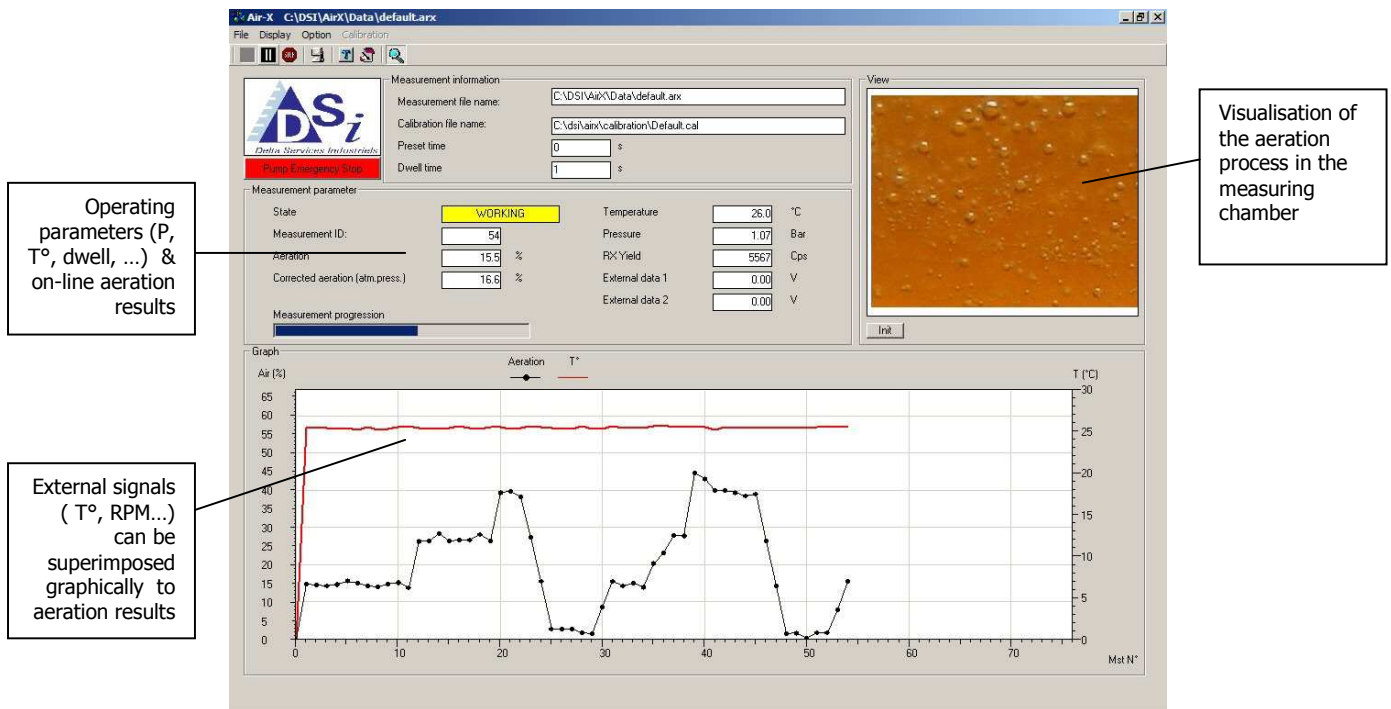 Air-X C:\DSI\AirX\Data\default.arx
File Display Option Calibration
STOP
DSi
Delta Services Industriels
Pump Emergency Stop
Measurement information
Measurement file name: C:\DSI\AirX\Data\default.arx
Calibration file name: C:\dsi\airx\calibration\Default.cal
Preset time 0 s
Dwell time 1 s
View
Init
Visualisation of
the aeration
process in the
measuring
chamber
Operating
parameters (P,
T°, dwell, …) &
on-line aeration
results
Measurement parameter
State WORKING Temperature 26.0 °C
Measurement ID: 54 Pressure 1.07 Bar
Aeration 15.5 % RX Yield 5567 Cps
Corrected aeration (atm.press.) 16.6 % External data 1 0.00 V
External data 2 0.00 V
Measurement progression
External signals
( T°, RPM…)
can be
superimposed
graphically to
aeration results
Graph
Aeration T°
Air (%) T (°C)
65
60
55
50
45
40
35
30
25
20
15
10
5
0
30
25
20
15
10
5
0
0 10 20 30 40 50 60 70
Mst N°